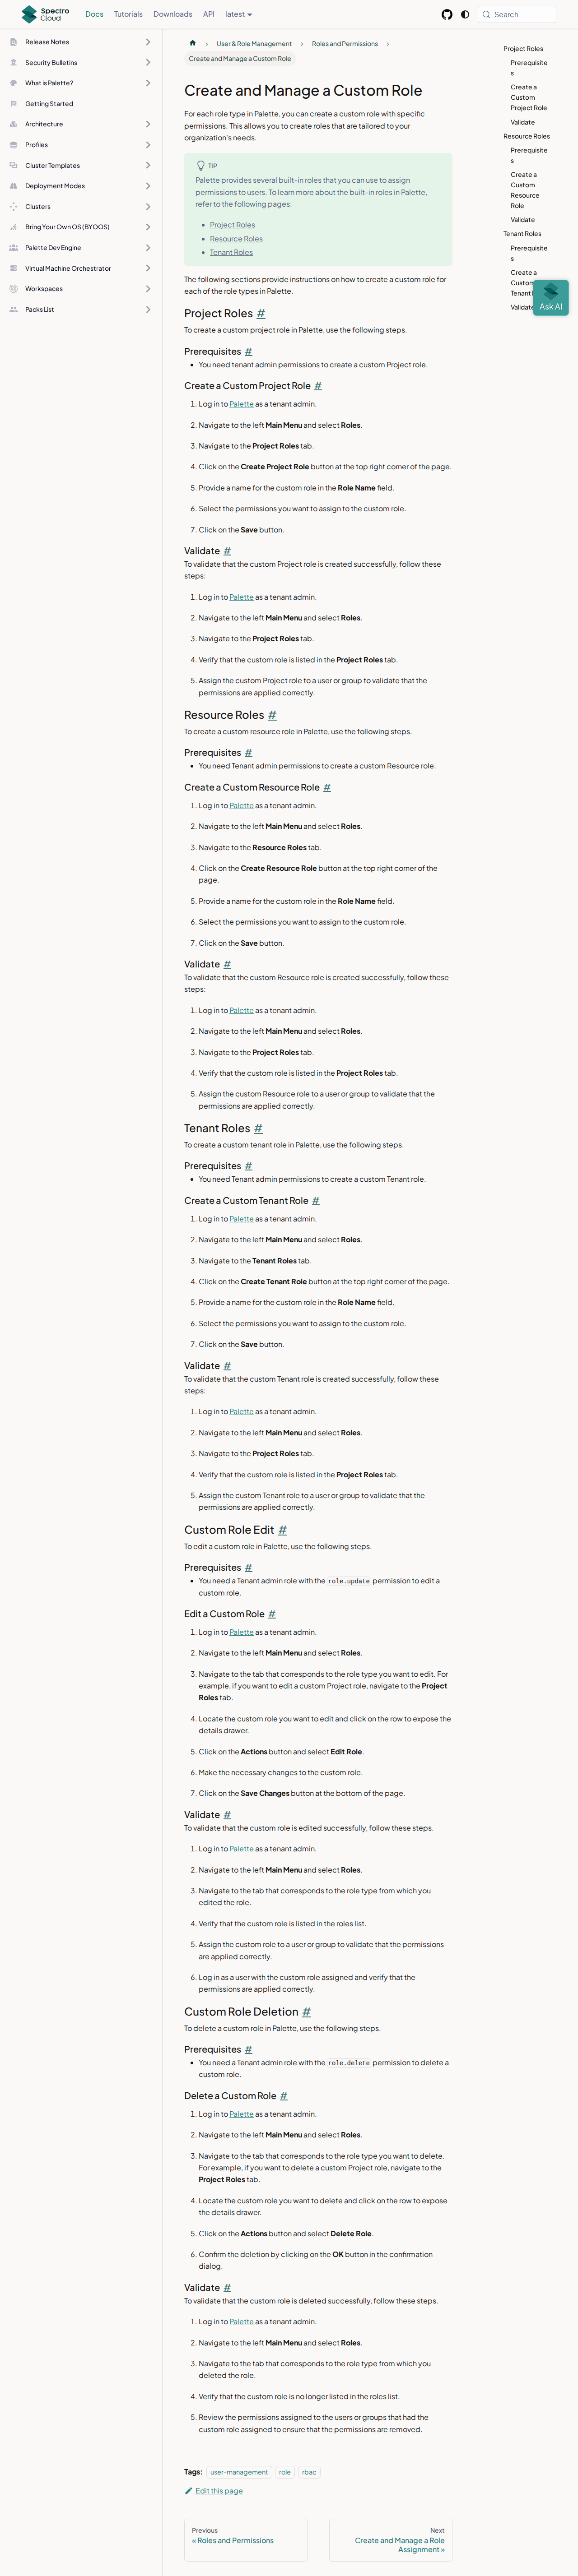 Spectro Cloud
Docs
Tutorials
Downloads
API
latest
Search
Release Notes
Security Bulletins
What is Palette?
Getting Started
Architecture
Profiles
Cluster Templates
Deployment Modes
Clusters
Bring Your Own OS (BYOOS)
Palette Dev Engine
Virtual Machine Orchestrator
Workspaces
Packs List
User & Role Management
Roles and Permissions
Create and Manage a Custom Role
Create and Manage a Custom Role
For each role type in Palette, you can create a custom role with specific
permissions. This allows you to create roles that are tailored to your
organization's needs.
TIP
Palette provides several built-in roles that you can use to assign
permissions to users. To learn more about the built-in roles in Palette,
refer to the following pages:
Project Roles
Resource Roles
Tenant Roles
The following sections provide instructions on how to create a custom role for
each of the role types in Palette.
Project Roles #
To create a custom project role in Palette, use the following steps.
Prerequisites #
You need tenant admin permissions to create a custom Project role.
Create a Custom Project Role #
1. Log in to Palette as a tenant admin.
2. Navigate to the left Main Menu and select Roles.
3. Navigate to the Project Roles tab.
4. Click on the Create Project Role button at the top right corner of the page.
5. Provide a name for the custom role in the Role Name field.
6. Select the permissions you want to assign to the custom role.
7. Click on the Save button.
Validate #
To validate that the custom Project role is created successfully, follow these
steps:
1. Log in to Palette as a tenant admin.
2. Navigate to the left Main Menu and select Roles.
3. Navigate to the Project Roles tab.
4. Verify that the custom role is listed in the Project Roles tab.
5. Assign the custom Project role to a user or group to validate that the
permissions are applied correctly.
Resource Roles #
To create a custom resource role in Palette, use the following steps.
Prerequisites #
You need Tenant admin permissions to create a custom Resource role.
Create a Custom Resource Role #
1. Log in to Palette as a tenant admin.
2. Navigate to the left Main Menu and select Roles.
3. Navigate to the Resource Roles tab.
4. Click on the Create Resource Role button at the top right corner of the
page.
5. Provide a name for the custom role in the Role Name field.
6. Select the permissions you want to assign to the custom role.
7. Click on the Save button.
Validate #
To validate that the custom Resource role is created successfully, follow these
steps:
1. Log in to Palette as a tenant admin.
2. Navigate to the left Main Menu and select Roles.
3. Navigate to the Project Roles tab.
4. Verify that the custom role is listed in the Project Roles tab.
5. Assign the custom Resource role to a user or group to validate that the
permissions are applied correctly.
Tenant Roles #
To create a custom tenant role in Palette, use the following steps.
Prerequisites #
You need Tenant admin permissions to create a custom Tenant role.
Create a Custom Tenant Role #
1. Log in to Palette as a tenant admin.
2. Navigate to the left Main Menu and select Roles.
3. Navigate to the Tenant Roles tab.
4. Click on the Create Tenant Role button at the top right corner of the page.
5. Provide a name for the custom role in the Role Name field.
6. Select the permissions you want to assign to the custom role.
7. Click on the Save button.
Validate #
To validate that the custom Tenant role is created successfully, follow these
steps:
1. Log in to Palette as a tenant admin.
2. Navigate to the left Main Menu and select Roles.
3. Navigate to the Project Roles tab.
4. Verify that the custom role is listed in the Project Roles tab.
5. Assign the custom Tenant role to a user or group to validate that the
permissions are applied correctly.
Custom Role Edit #
To edit a custom role in Palette, use the following steps.
Prerequisites #
You need a Tenant admin role with the role.update permission to edit a
custom role.
Edit a Custom Role #
1. Log in to Palette as a tenant admin.
2. Navigate to the left Main Menu and select Roles.
3. Navigate to the tab that corresponds to the role type you want to edit. For
example, if you want to edit a custom Project role, navigate to the Project
Roles tab.
4. Locate the custom role you want to edit and click on the row to expose the
details drawer.
5. Click on the Actions button and select Edit Role.
6. Make the necessary changes to the custom role.
7. Click on the Save Changes button at the bottom of the page.
Validate #
To validate that the custom role is edited successfully, follow these steps.
1. Log in to Palette as a tenant admin.
2. Navigate to the left Main Menu and select Roles.
3. Navigate to the tab that corresponds to the role type from which you
edited the role.
4. Verify that the custom role is listed in the roles list.
5. Assign the custom role to a user or group to validate that the permissions
are applied correctly.
6. Log in as a user with the custom role assigned and verify that the
permissions are applied correctly.
Custom Role Deletion #
To delete a custom role in Palette, use the following steps.
Prerequisites #
You need a Tenant admin role with the role.delete permission to delete a
custom role.
Delete a Custom Role #
1. Log in to Palette as a tenant admin.
2. Navigate to the left Main Menu and select Roles.
3. Navigate to the tab that corresponds to the role type you want to delete.
For example, if you want to delete a custom Project role, navigate to the
Project Roles tab.
4. Locate the custom role you want to delete and click on the row to expose
the details drawer.
5. Click on the Actions button and select Delete Role.
6. Confirm the deletion by clicking on the OK button in the confirmation
dialog.
Validate #
To validate that the custom role is deleted successfully, follow these steps.
1. Log in to Palette as a tenant admin.
2. Navigate to the left Main Menu and select Roles.
3. Navigate to the tab that corresponds to the role type from which you
deleted the role.
4. Verify that the custom role is no longer listed in the roles list.
5. Review the permissions assigned to the users or groups that had the
custom role assigned to ensure that the permissions are removed.
Tags: user-management role rbac
Edit this page
Previous
« Roles and Permissions
Next
Create and Manage a Role
Assignment »
Project Roles
Prerequisite
s
Create a
Custom
Project Role
Validate
Resource Roles
Prerequisite
s
Create a
Custom
Resource
Role
Validate
Tenant Roles
Prerequisite
s
Create a
Custom
Tenant
Validate
Ask AI